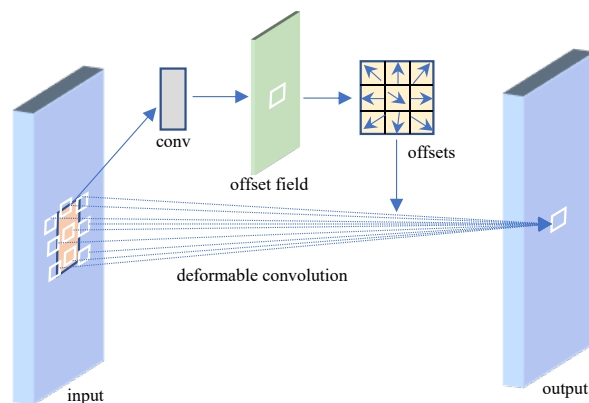 conv
offset field
offsets
deformable convolution
input
output